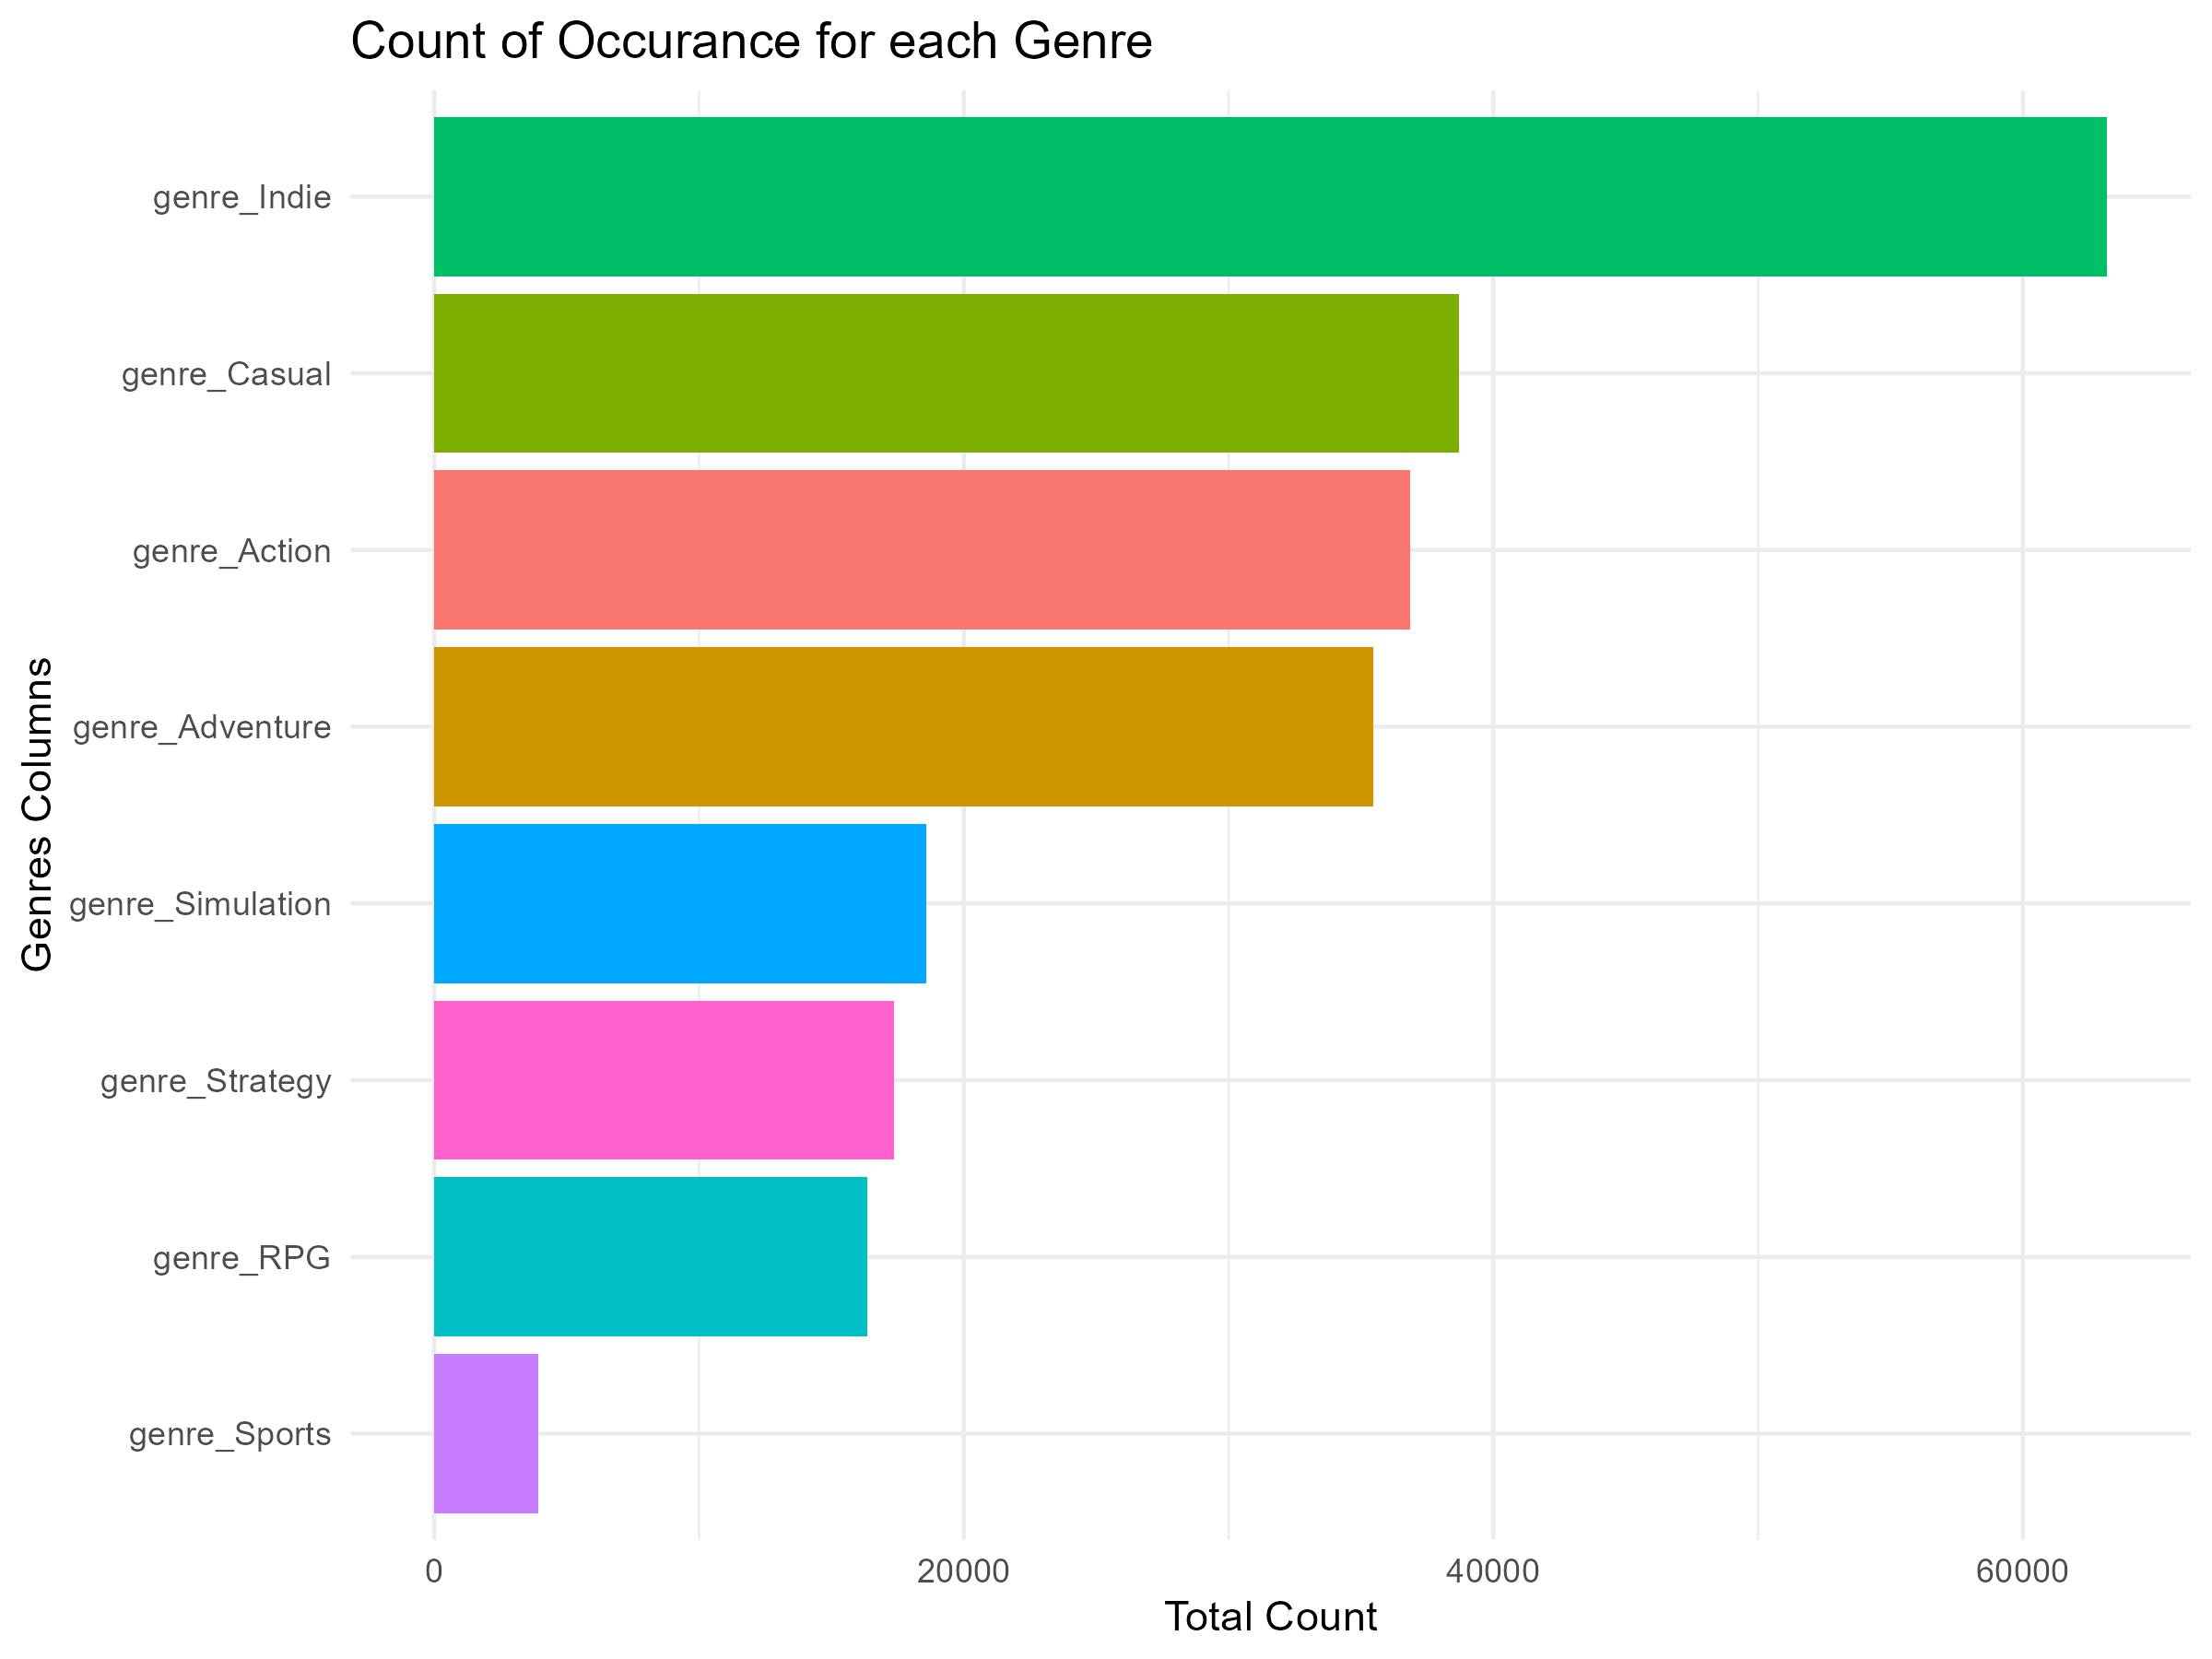 Count of Occurance for each Genre
Genres Columns
genre_Indie
genre_Casual
genre_Action
genre_Adventure
genre_Simulation
genre_Strategy
genre_RPG
genre_Sports
0 20000 40000 60000
Total Count